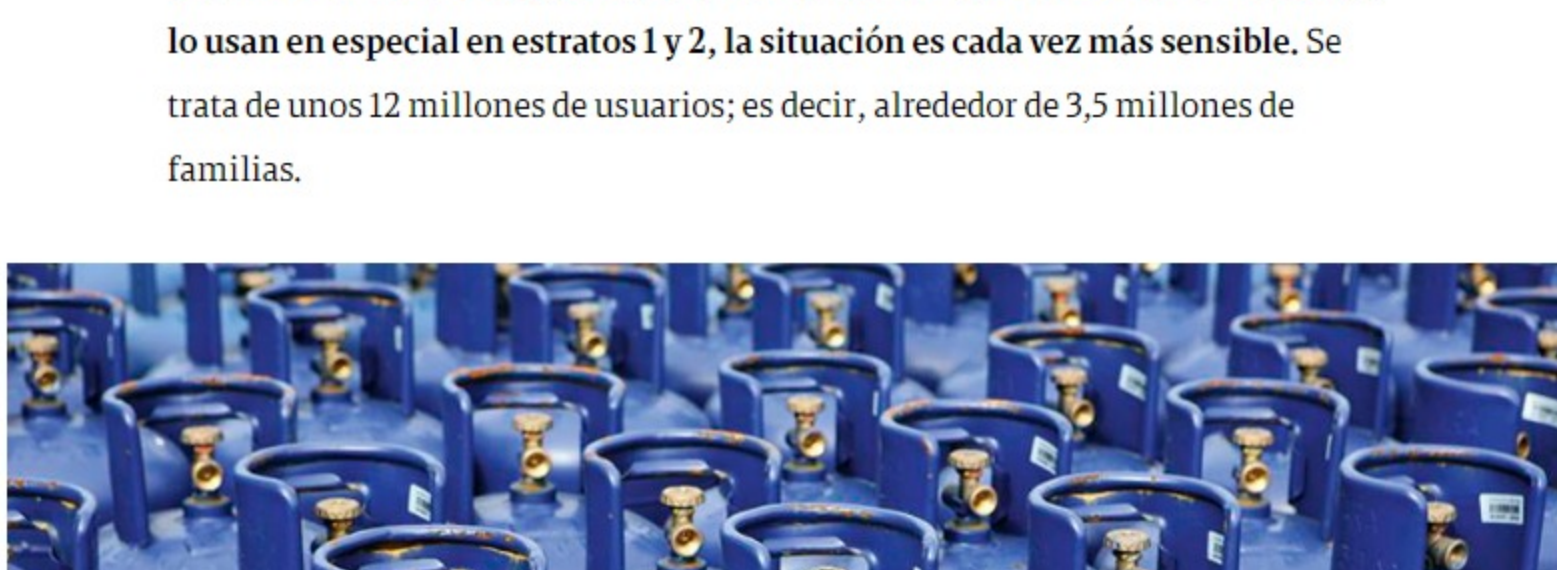 lo usan en especial en estratos 1 y 2, la situación es cada vez más sensible. Se
trata de unos 12 millones de usuarios; es decir, alrededor de 3,5 millones de
familias.